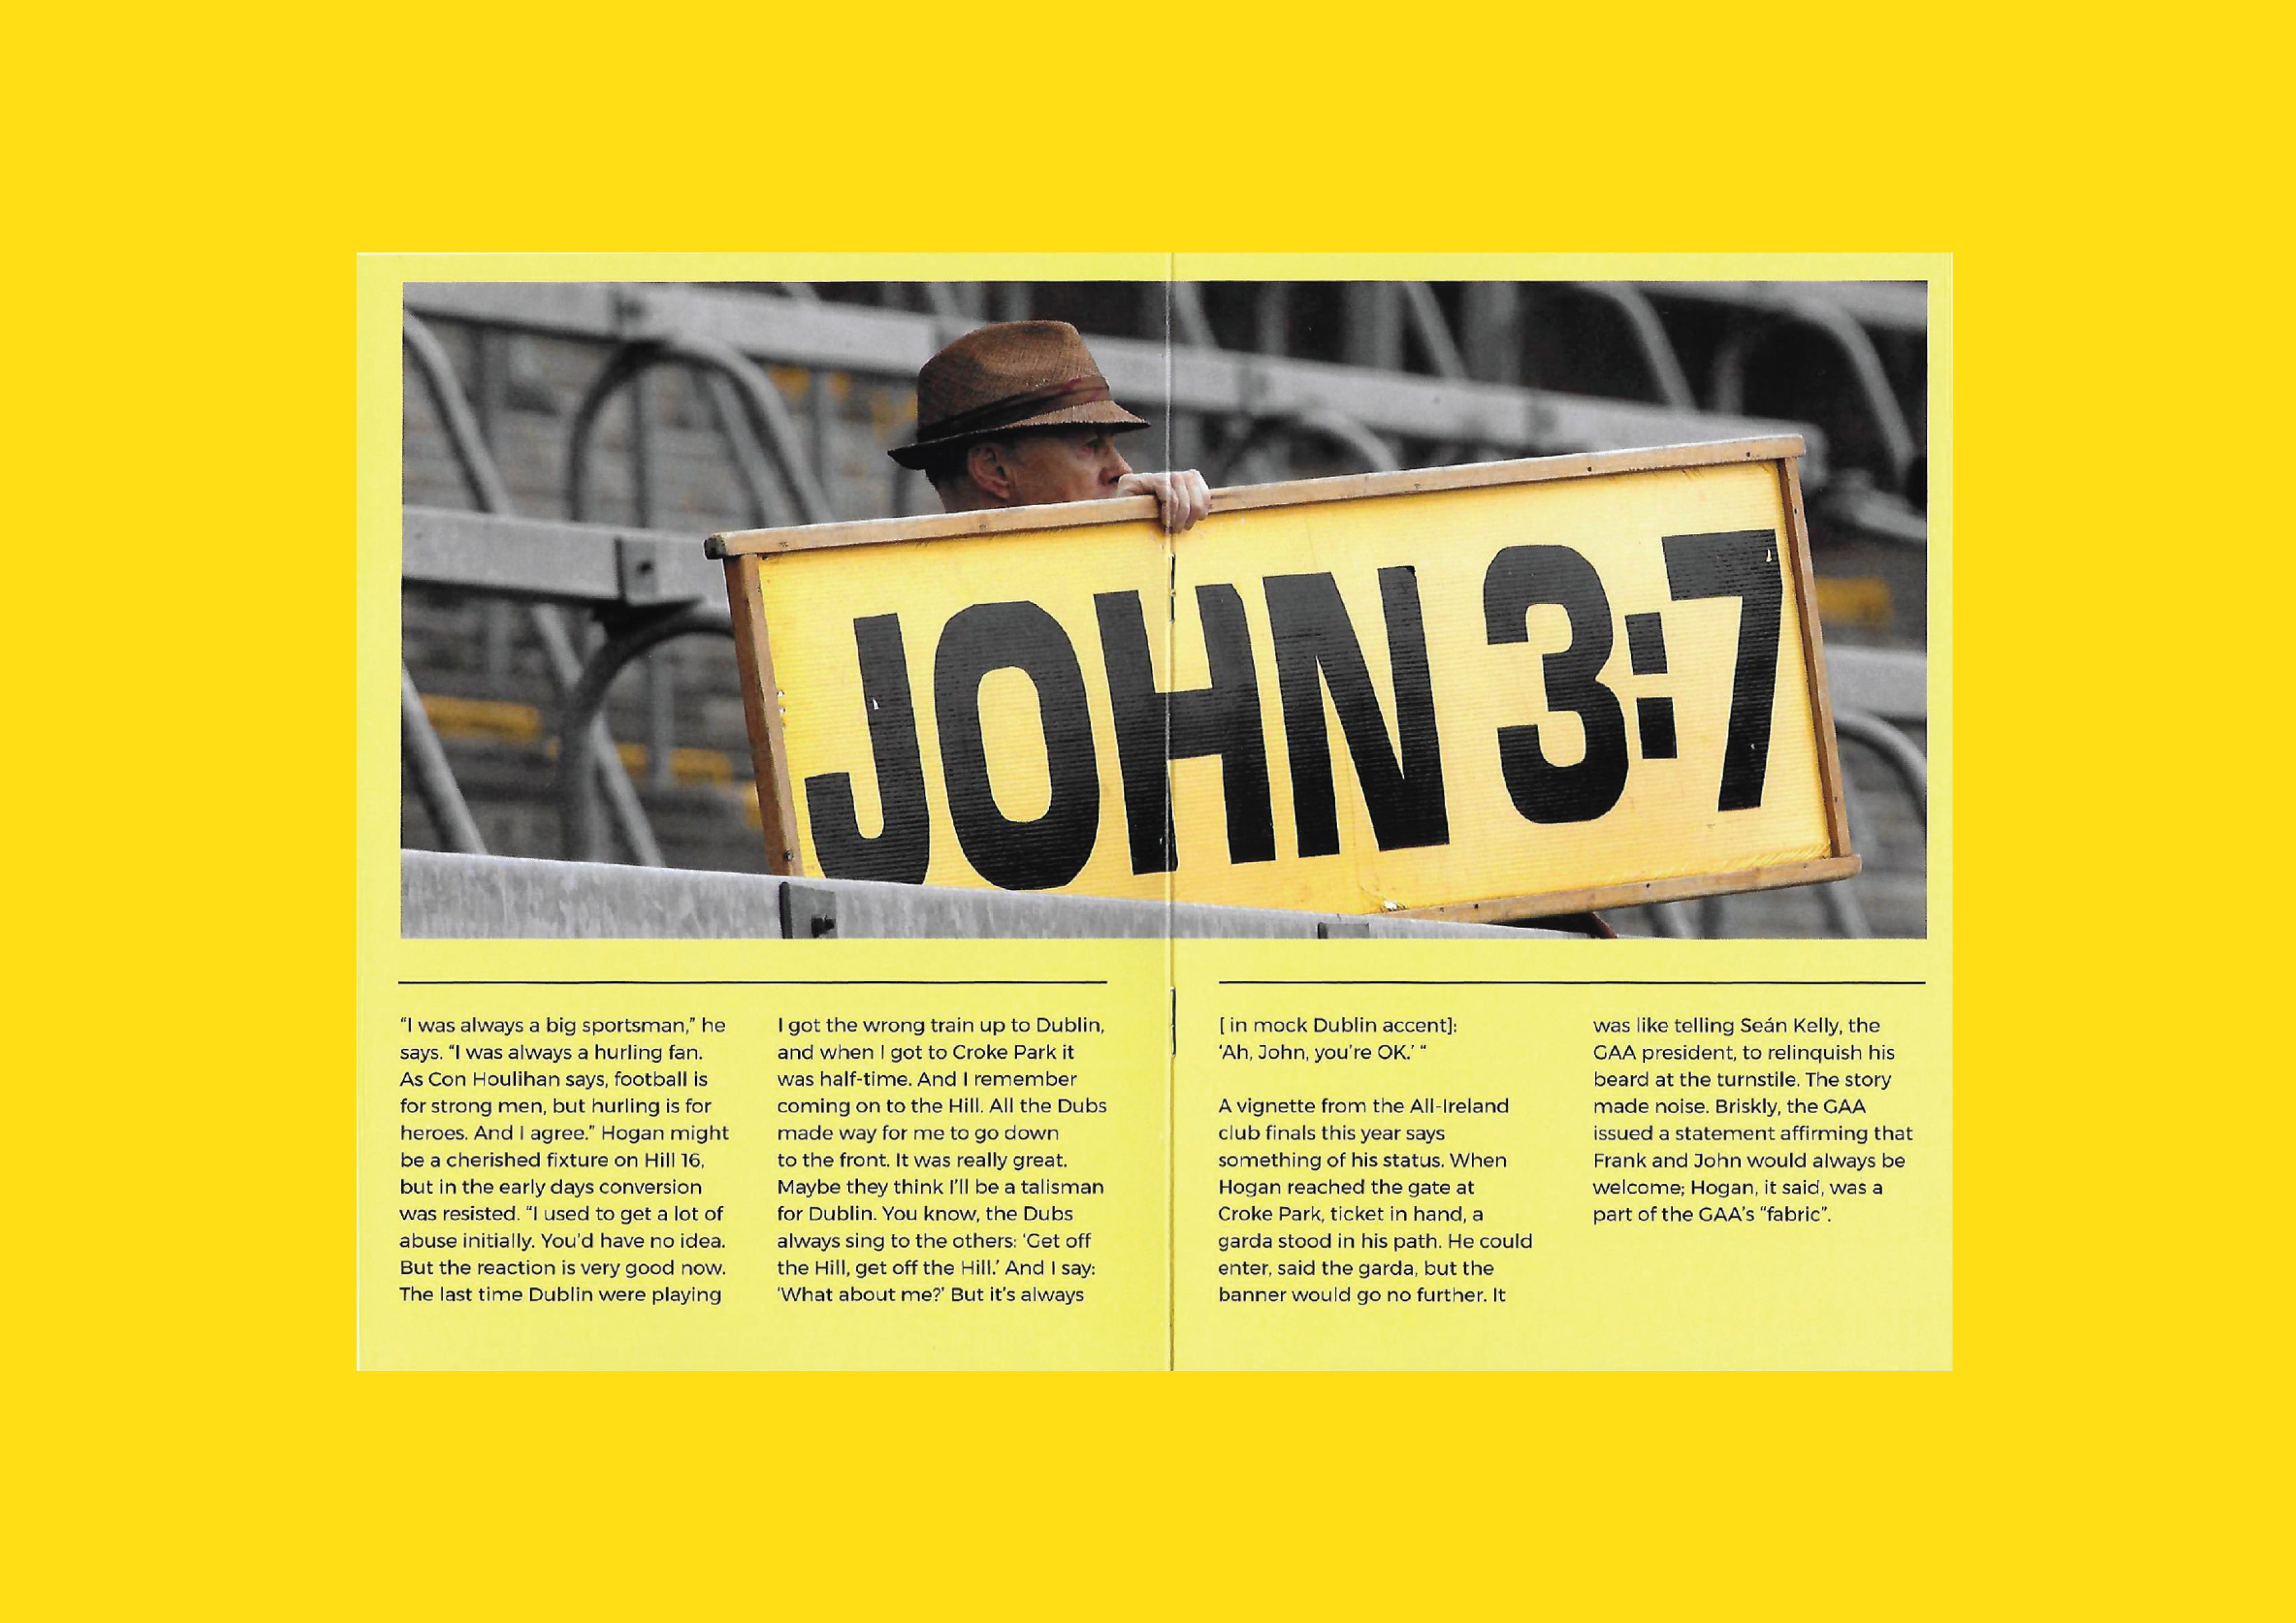 JOHN 3:7
“I was always a big sportsman,” he
says. “I was always a hurling fan.
As Con Houlihan says, football is
for strong men, but hurling is for
heroes. And I agree.” Hogan might
be a cherished fixture on Hill 16,
but in the early days conversion
was resisted. “I used to get a lot of
abuse initially. You’d have no idea.
But the reaction is very good now.
The last time Dublin were playing
I got the wrong train up to Dublin,
and when I got to Croke Park it
was half-time. And I remember
coming on to the Hill. All the Dubs
made way for me to go down
to the front. It was really great.
Maybe they think I’ll be a talisman
for Dublin. You know, the Dubs
always sing to the others: ‘Get off
the Hill, get off the Hill.’ And I say:
‘What about me?’ But it’s always
[ in mock Dublin accent]:
‘Ah, John, you’re OK.’ “
A vignette from the All-Ireland
club finals this year says
something of his status. When
Hogan reached the gate at
Croke Park, ticket in hand, a
garda stood in his path. He could
enter, said the garda, but the
banner would go no further. It
was like telling Seán Kelly, the
GAA president, to relinquish his
beard at the turnstile. The story
made noise. Briskly, the GAA
issued a statement affirming that
Frank and John would always be
welcome; Hogan, it said, was a
part of the GAA’s “fabric”.